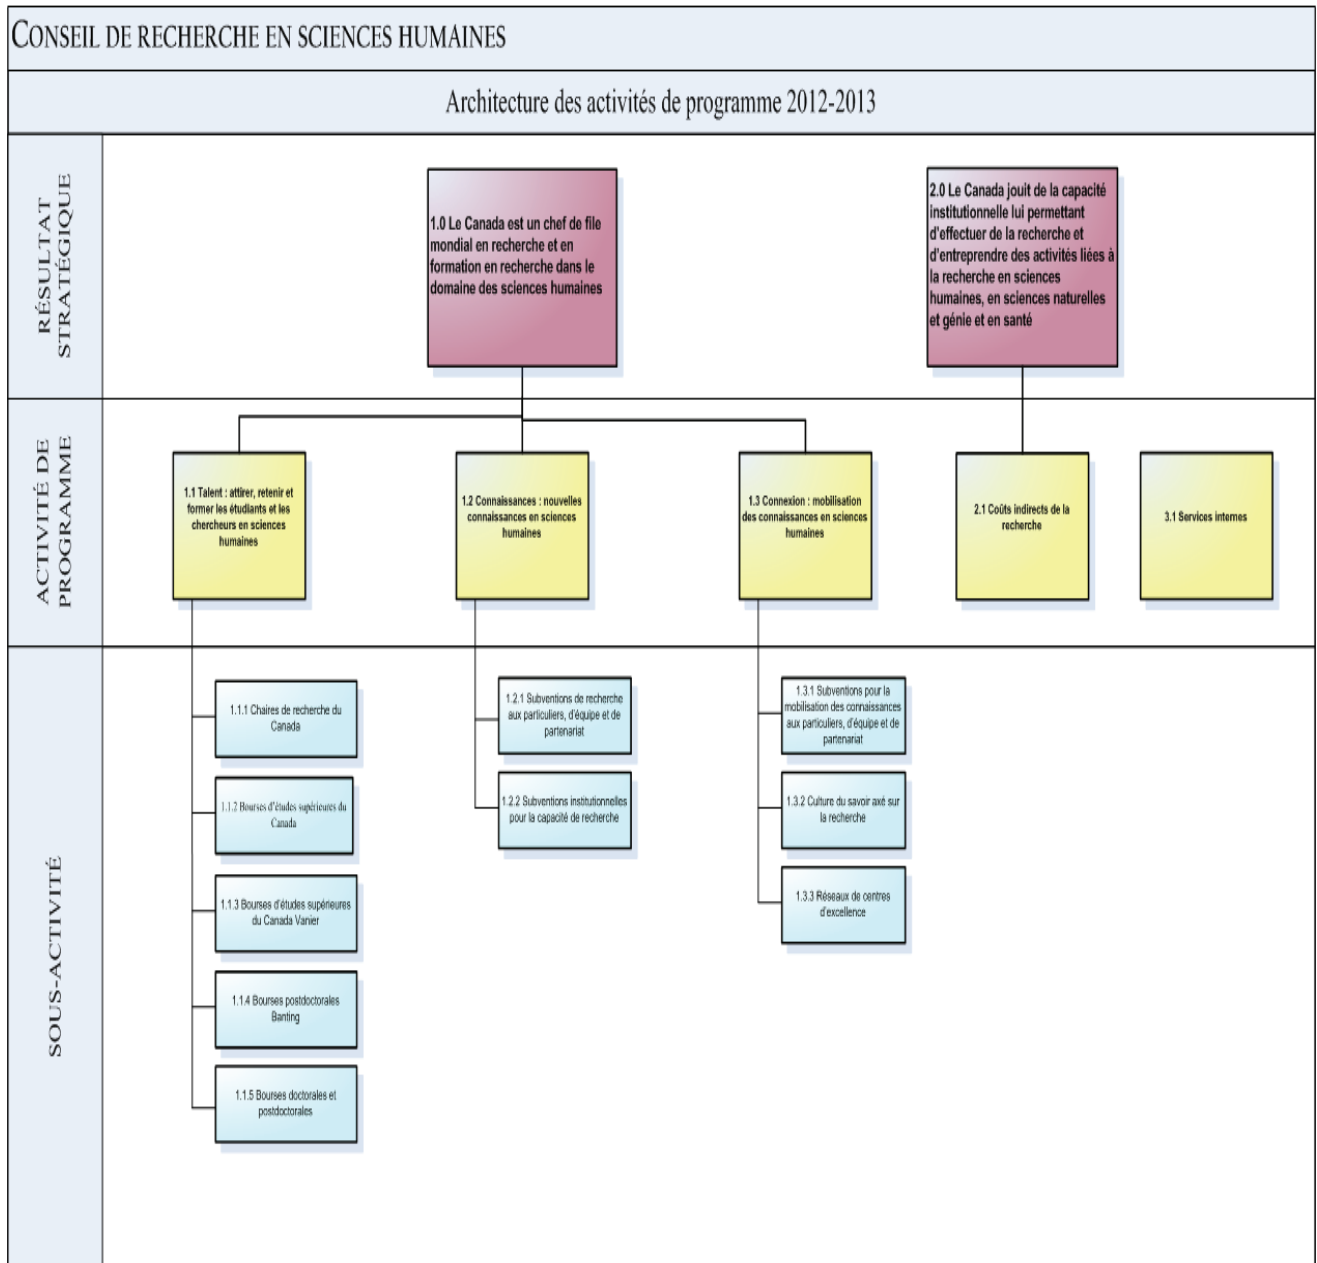 CONSEIL DE RECHERCHE EN SCIENCES HUMAINES
Architecture des activités de programme 2012-2013
RÉSULTAT
STRATÉGIQUE
1.0 Le Canada est un chef de file
mondial en recherche et en
formation en recherche dans le
domaine des sciences humaines
2.0 Le Canada jouit de la capacité
institutionnelle lui permettant
d'effectuer de la recherche et
d'entreprendre des activités liées à
la recherche en sciences
humaines, en sciences naturelles
et génie et en santé
ACTIVITÉ DE
PROGRAMME
1.1 Talent : attirer, retenir et
former les étudiants et les
chercheurs en sciences
humaines
1.2 Connaissances : nouvelles
connaissances en sciences
humaines
1.3 Connexion : mobilisation
des connaissances en sciences
humaines
2.1 Coûts indirects de la
recherche
3.1 Services internes
SOUS-ACTIVITÉ
1.1.1 Chaires de recherche du
Canada
1.1.2 Bourses d'études supérieures du
Canada
1.1.3 Bourses d'études supérieures
du Canada Vanier
1.1.4 Bourses postdoctorales
Banting
1.1.5 Bourses doctorales et
postdoctorales
1.2.1 Subventions de recherche
aux particuliers, d'équipe et de
partenariat
1.2.2 Subventions institutionnelles
pour la capacité de recherche
1.3.1 Subventions pour la
mobilisation des connaissances
aux particuliers, d'équipe et de
partenariat
1.3.2 Culture du savoir axé sur
la recherche
1.3.3 Réseaux de centres
d'excellence